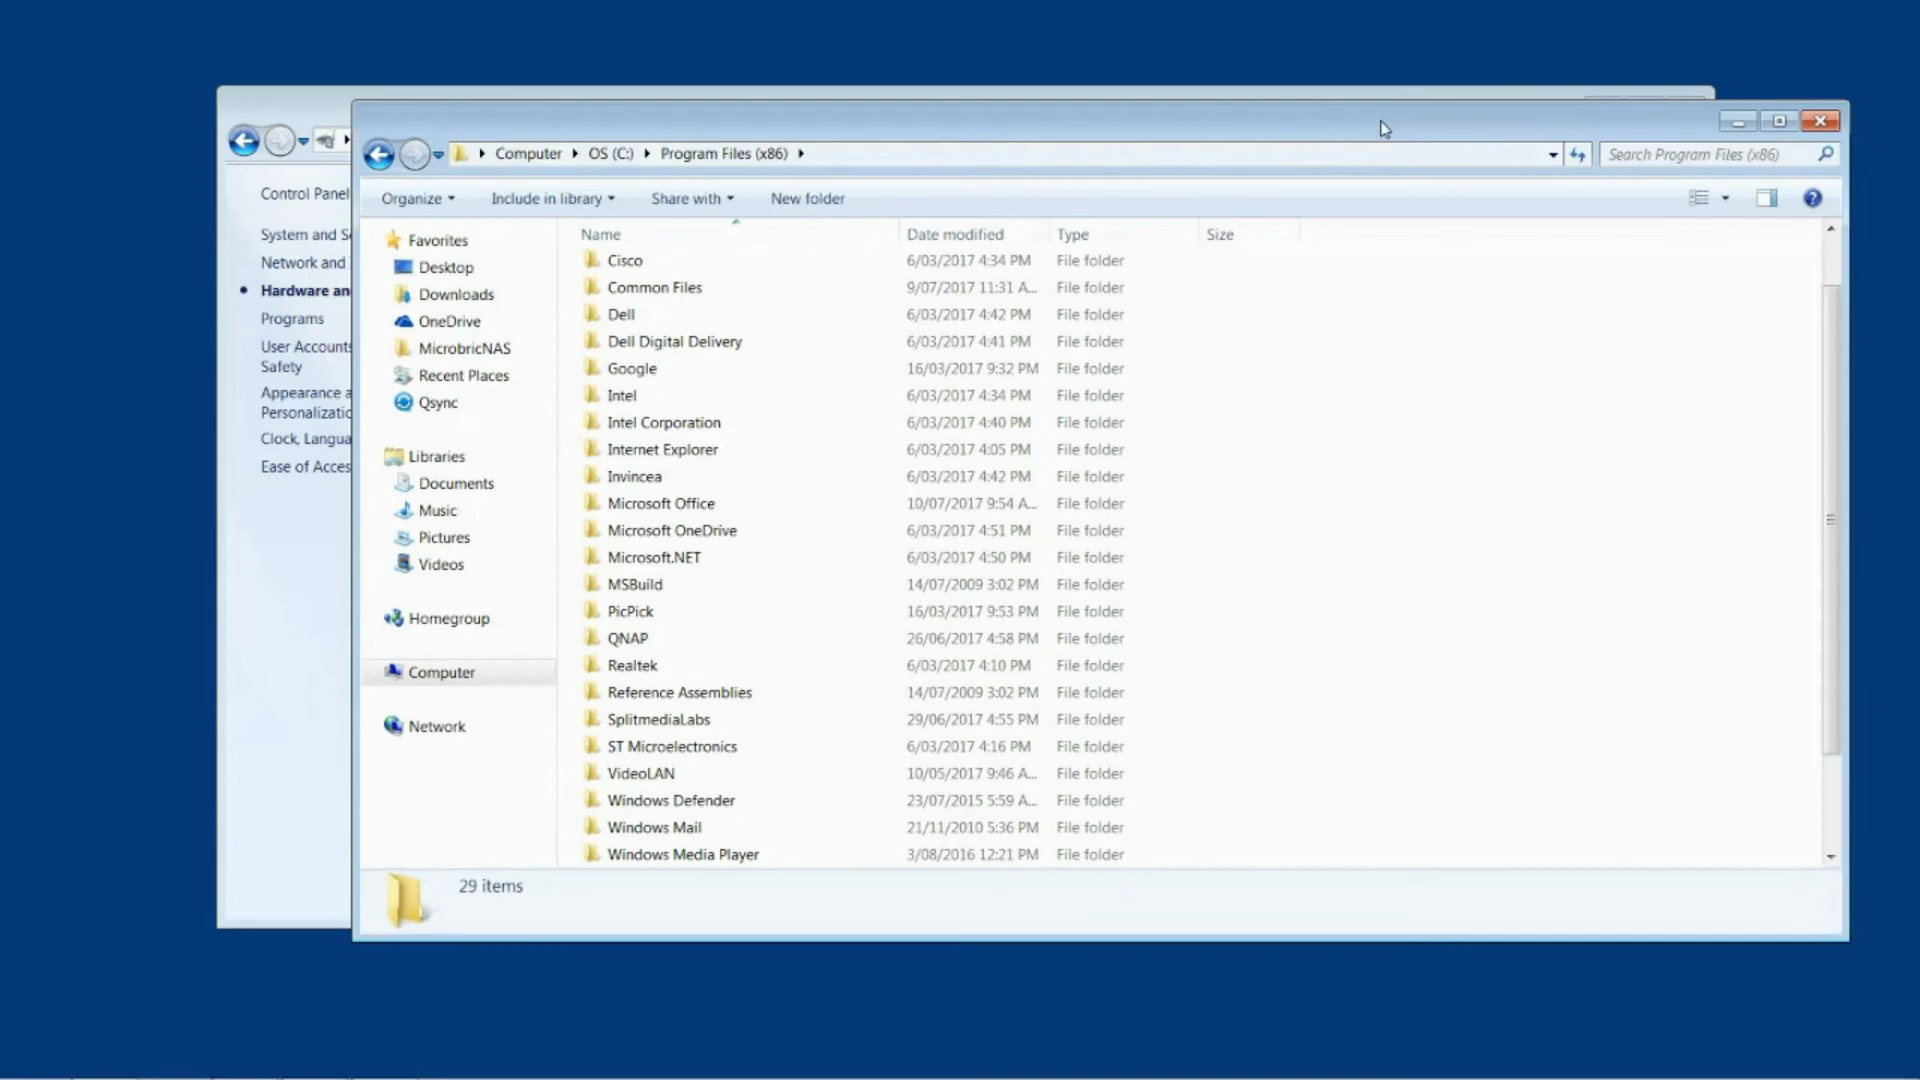 Computer OS (C:) Program Files (x86)
Search Program Files (x86)
Organize Include in library Share with New folder
Control Panel
System and S
Network and
Hardware an
Programs
User Accounts
Safety
Appearance a
Personalizatio
Clock, Langua
Ease of Acces
Favorites
Desktop
Downloads
OneDrive
MicrobricNAS
Recent Places
Qsync
Libraries
Documents
Music
Pictures
Videos
Homegroup
Computer
Network
Name Date modified Type Size
Cisco 6/03/2017 4:34 PM File folder
Common Files 9/07/2017 11:31 A... File folder
Dell 6/03/2017 4:42 PM File folder
Dell Digital Delivery 6/03/2017 4:41 PM File folder
Google 16/03/2017 9:32 PM File folder
Intel 6/03/2017 4:34 PM File folder
Intel Corporation 6/03/2017 4:40 PM File folder
Internet Explorer 6/03/2017 4:05 PM File folder
Invincea 6/03/2017 4:42 PM File folder
Microsoft Office 10/07/2017 9:54 A... File folder
Microsoft OneDrive 6/03/2017 4:51 PM File folder
Microsoft.NET 6/03/2017 4:50 PM File folder
MSBuild 14/07/2009 3:02 PM File folder
PicPick 16/03/2017 9:53 PM File folder
QNAP 26/06/2017 4:58 PM File folder
Realtek 6/03/2017 4:10 PM File folder
Reference Assemblies 14/07/2009 3:02 PM File folder
SplitmediaLabs 29/06/2017 4:55 PM File folder
ST Microelectronics 6/03/2017 4:16 PM File folder
VideoLAN 10/05/2017 9:46 A... File folder
Windows Defender 23/07/2015 5:59 A... File folder
Windows Mail 21/11/2010 5:36 PM File folder
Windows Media Player 3/08/2016 12:21 PM File folder
29 items